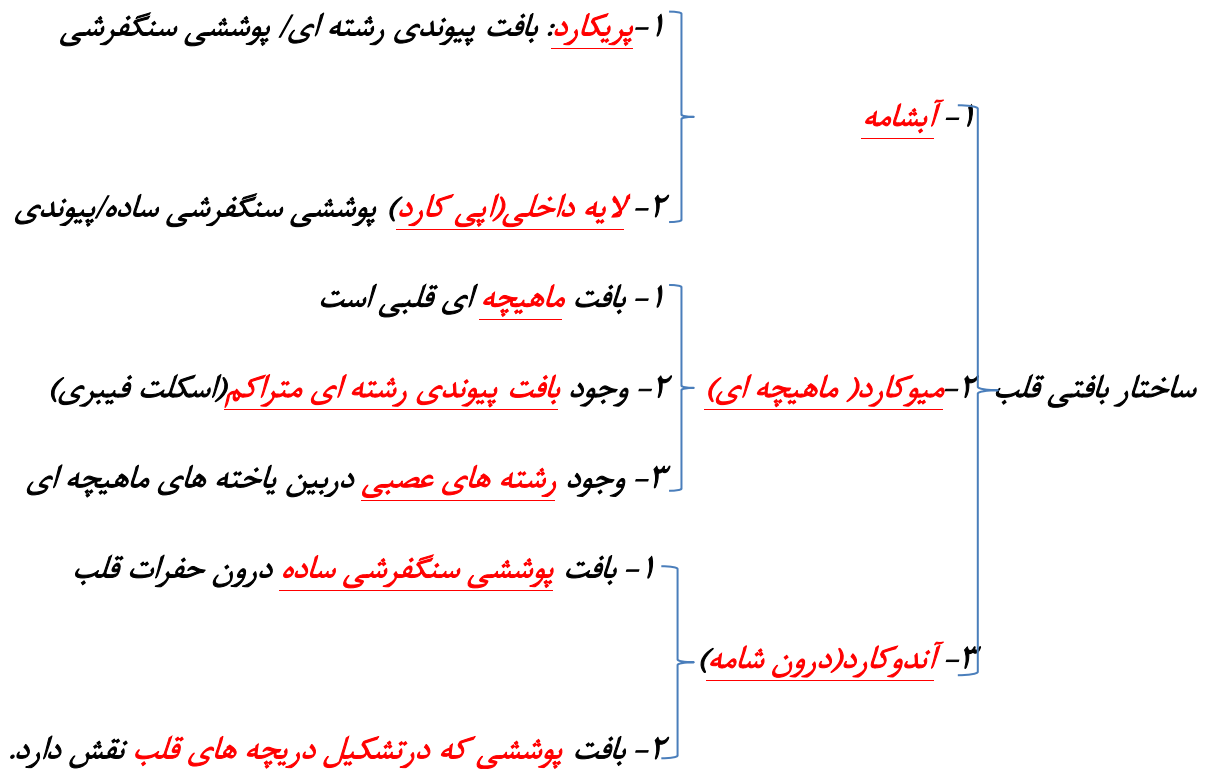 ۱-پریکارد: بافت پیوندی رشته ای/ پوششی سنگفرشی
۱- آبشامه
۲- لایه داخلی(اپی کارد) پوششی سنگفرشی ساده/پیوندی
۱- بافت ماهیچه ای قلبی است
ساختار بافتی قلب
۲-میوکارد( ماهیچه ای)
۲- وجود بافت پیوندی رشته ای متراکم(اسکلت فیبری)
۳- وجود رشته های عصبی دربین یاخته های ماهیچه ای
۱- بافت پوششی سنگفرشی ساده درون حفرات قلب
۳- آندوکارد(درون شامه)
۲- بافت پوششی که درتشکیل دریچه های قلب نقش دارد.